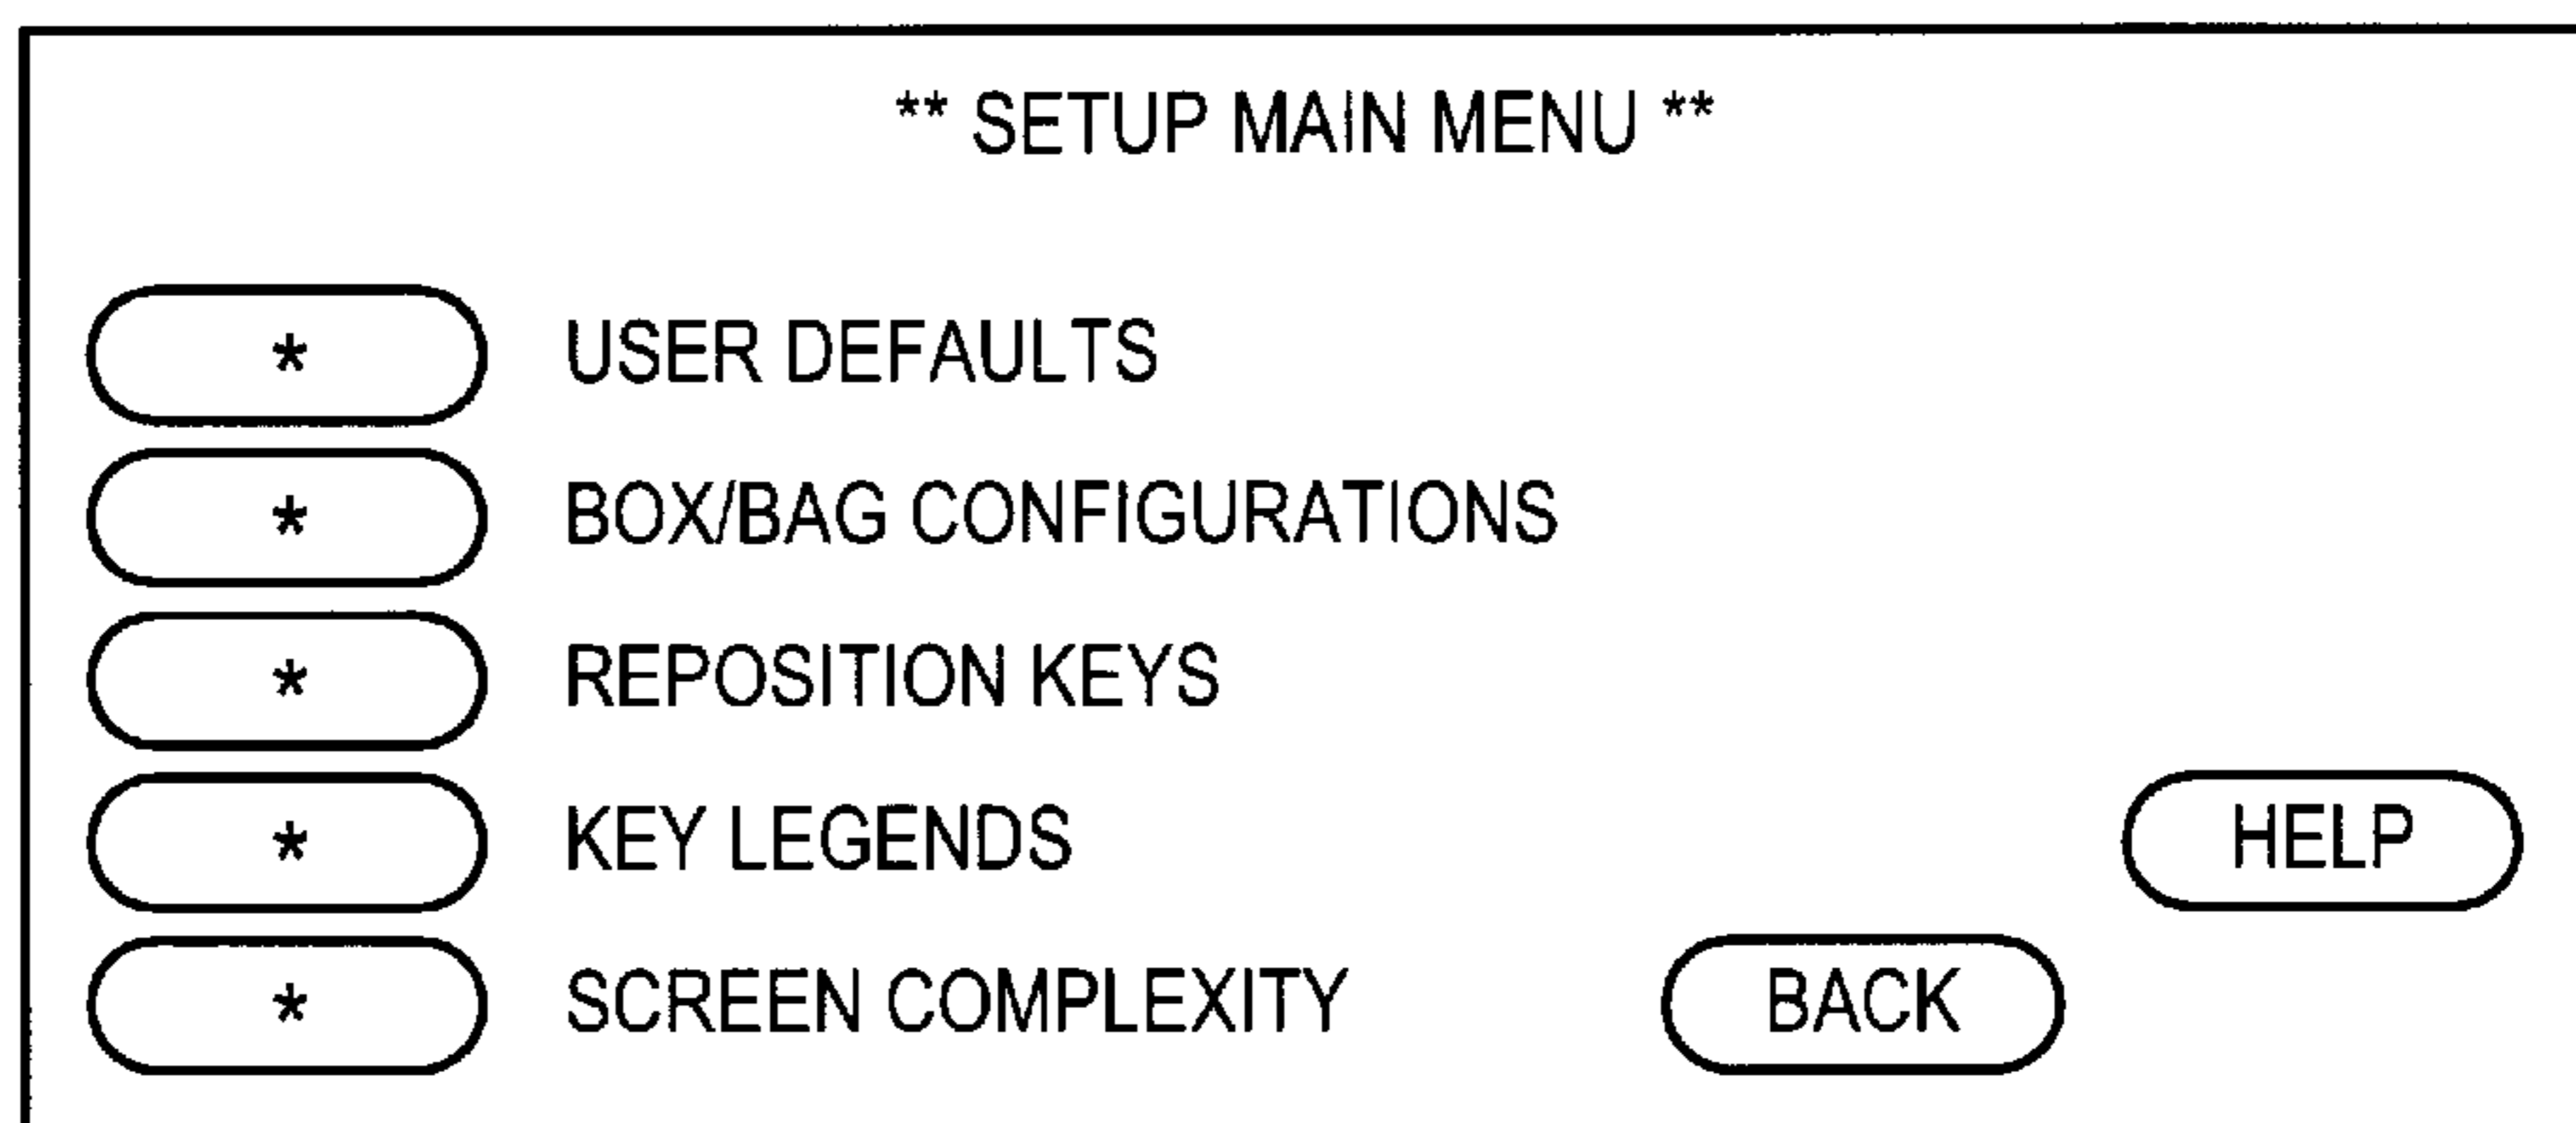 ** SETUP MAIN MENU **
* USER DEFAULTS
* BOX/BAG CONFIGURATIONS
* REPOSITION KEYS
* KEY LEGENDS HELP
* SCREEN COMPLEXITY BACK